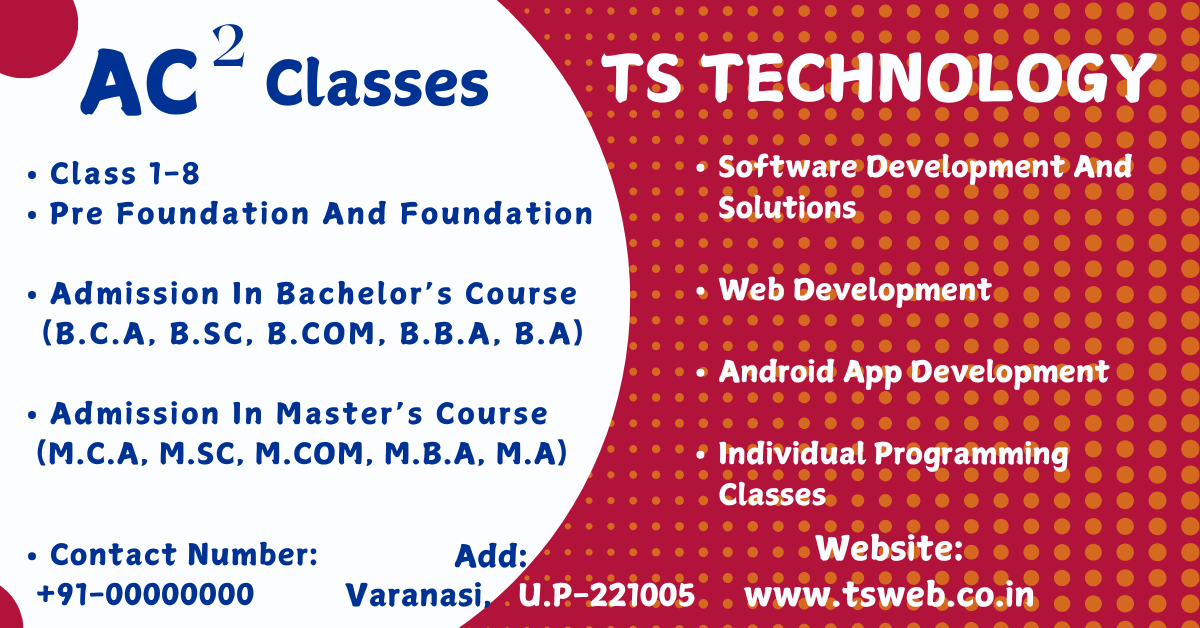 AC² Classes
• Class 1-8
• Pre Foundation And Foundation
• Admission In Bachelor's Course
(B.C.A, B.SC, B.COM, B.B.A, B.A)
• Admission In Master's Course
(M.C.A, M.SC, M.COM, M.B.A, M.A)
• Contact Number:
+91-00000000
Add:
Varanasi, U.P-221005
TS TECHNOLOGY
• Software Development And
Solutions
• Web Development
• Android App Development
• Individual Programming
Classes
Website:
www.tsweb.co.in